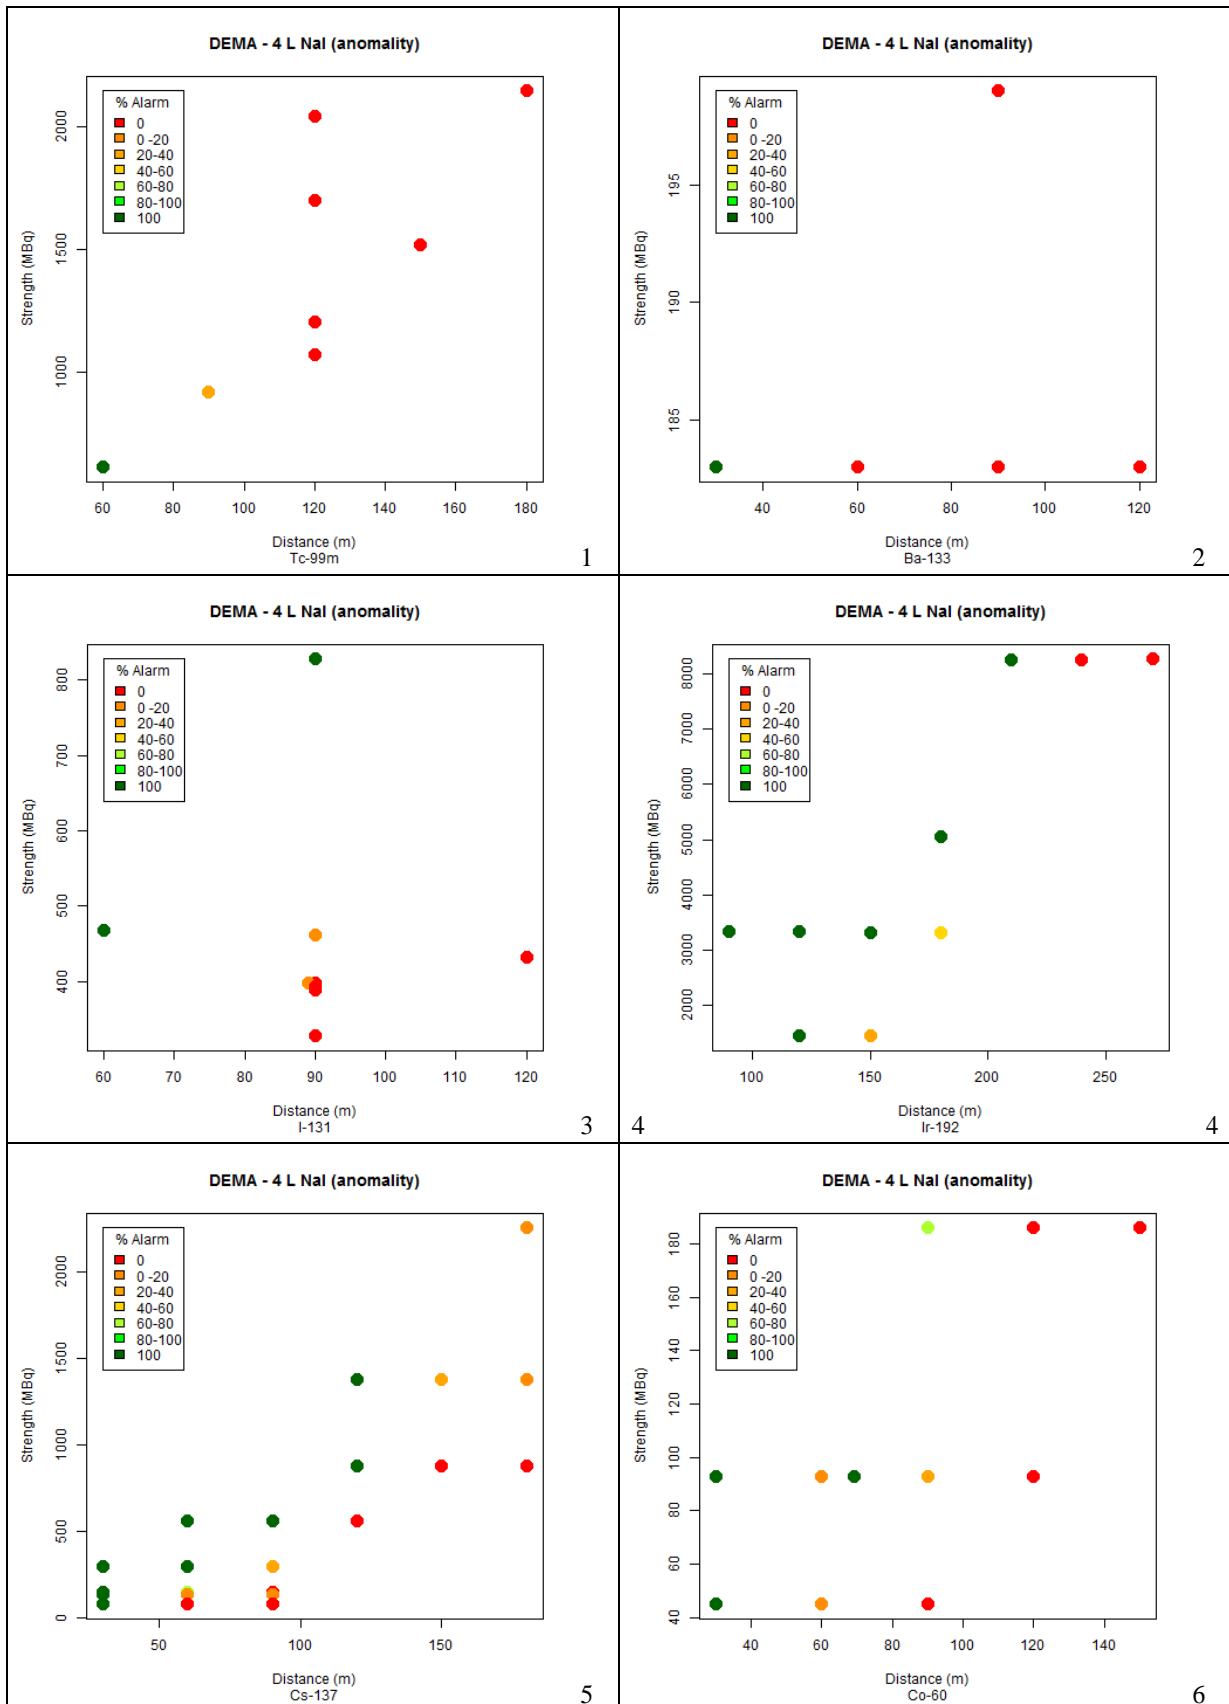 DEMA - 4 L NaI (anomality)
% Alarm
0
0 -20
20-40
40-60
60-80
80-100
100
Strength (MBq)
2000
1500
1000
60 80 100 120 140 160 180
Distance (m)
Tc-99m
1
DEMA - 4 L NaI (anomality)
% Alarm
0
0 -20
20-40
40-60
60-80
80-100
100
Strength (MBq)
195
190
185
40 60 80 100 120
Distance (m)
Ba-133
2
DEMA - 4 L NaI (anomality)
% Alarm
0
0 -20
20-40
40-60
60-80
80-100
100
Strength (MBq)
800
700
600
500
400
60 70 80 90 100 110 120
Distance (m)
I-131
3
DEMA - 4 L NaI (anomality)
% Alarm
0
0 -20
20-40
40-60
60-80
80-100
100
Strength (MBq)
8000
7000
6000
5000
4000
3000
2000
100 150 200 250
Distance (m)
Ir-192
4
4
DEMA - 4 L NaI (anomality)
% Alarm
0
0 -20
20-40
40-60
60-80
80-100
100
Strength (MBq)
2000
1500
1000
500
0
50 100 150
Distance (m)
Cs-137
5
DEMA - 4 L NaI (anomality)
% Alarm
0
0 -20
20-40
40-60
60-80
80-100
100
Strength (MBq)
180
160
140
120
100
80
60
40
40 60 80 100 120 140
Distance (m)
Co-60
6